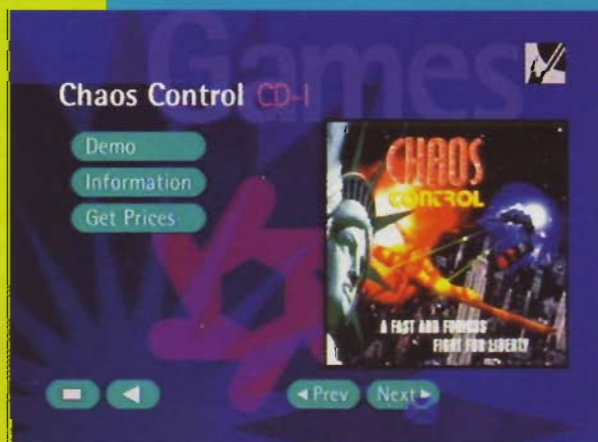 Games
Chaos Control CD-I
Demo
Information
Get Prices
CHAOS
CONTROL
A FAST AND FURIOUS
FIGHT FOR LIBERTY
Prev
Next